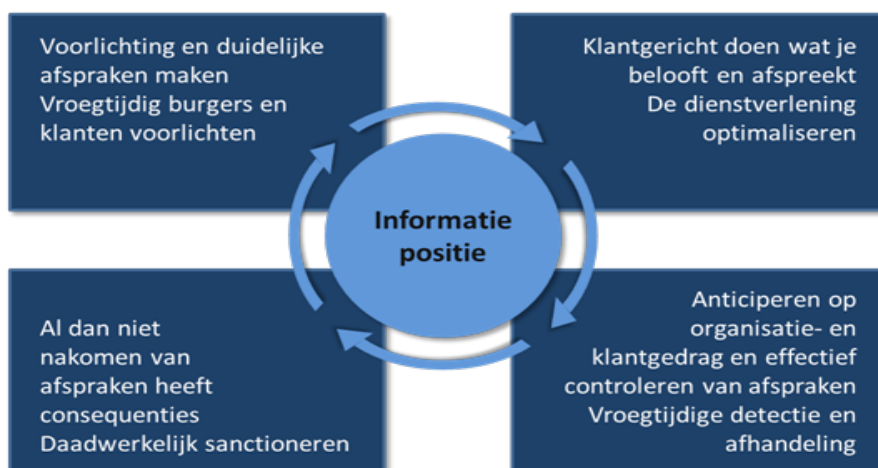 Voorlichting en duidelijke
afspraken maken
Vroegtijdig burgers en
klanten voorlichten
Klantgericht doen wat je
belooft en afspreekt
De dienstverlening
optimaliseren
Informatie
positie
Al dan niet
nakomen van
afspraken heeft
consequenties
Daadwerkelijk sanctioneren
Anticiperen op
organisatie- en
klantgedrag en effectief
controleren van afspraken
Vroegtijdige detectie en
afhandeling